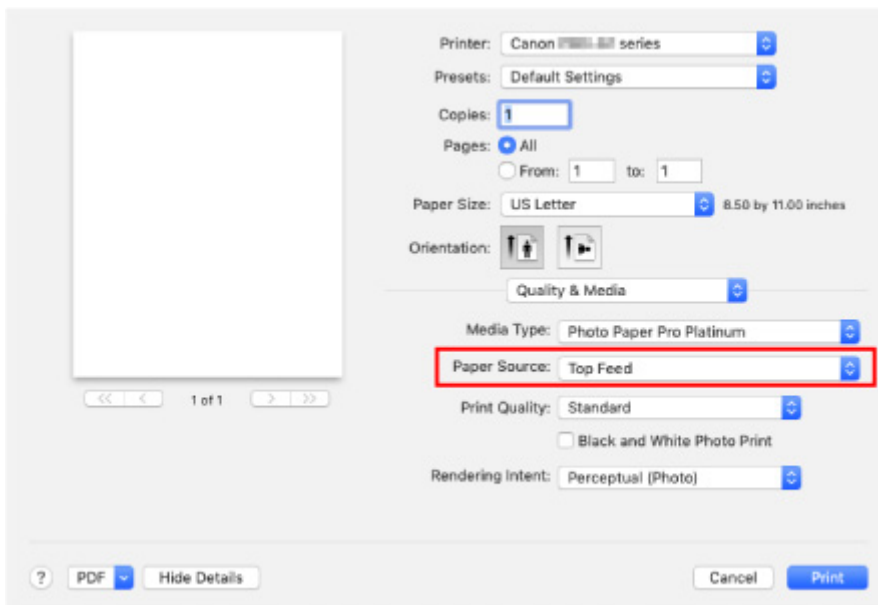 Printer: Canon series
Presets: Default Settings
Copies: 1
Pages: All
From: 1 to: 1
Paper Size: US Letter 8.50 by 11.00 inches
Orientation:
Quality & Media
Media Type: Photo Paper Pro Platinum
Paper Source: Top Feed
<< < 1 of 1 > >>
Print Quality: Standard
Black and White Photo Print
Rendering Intent: Perceptual (Photo)
? PDF Hide Details Cancel Print